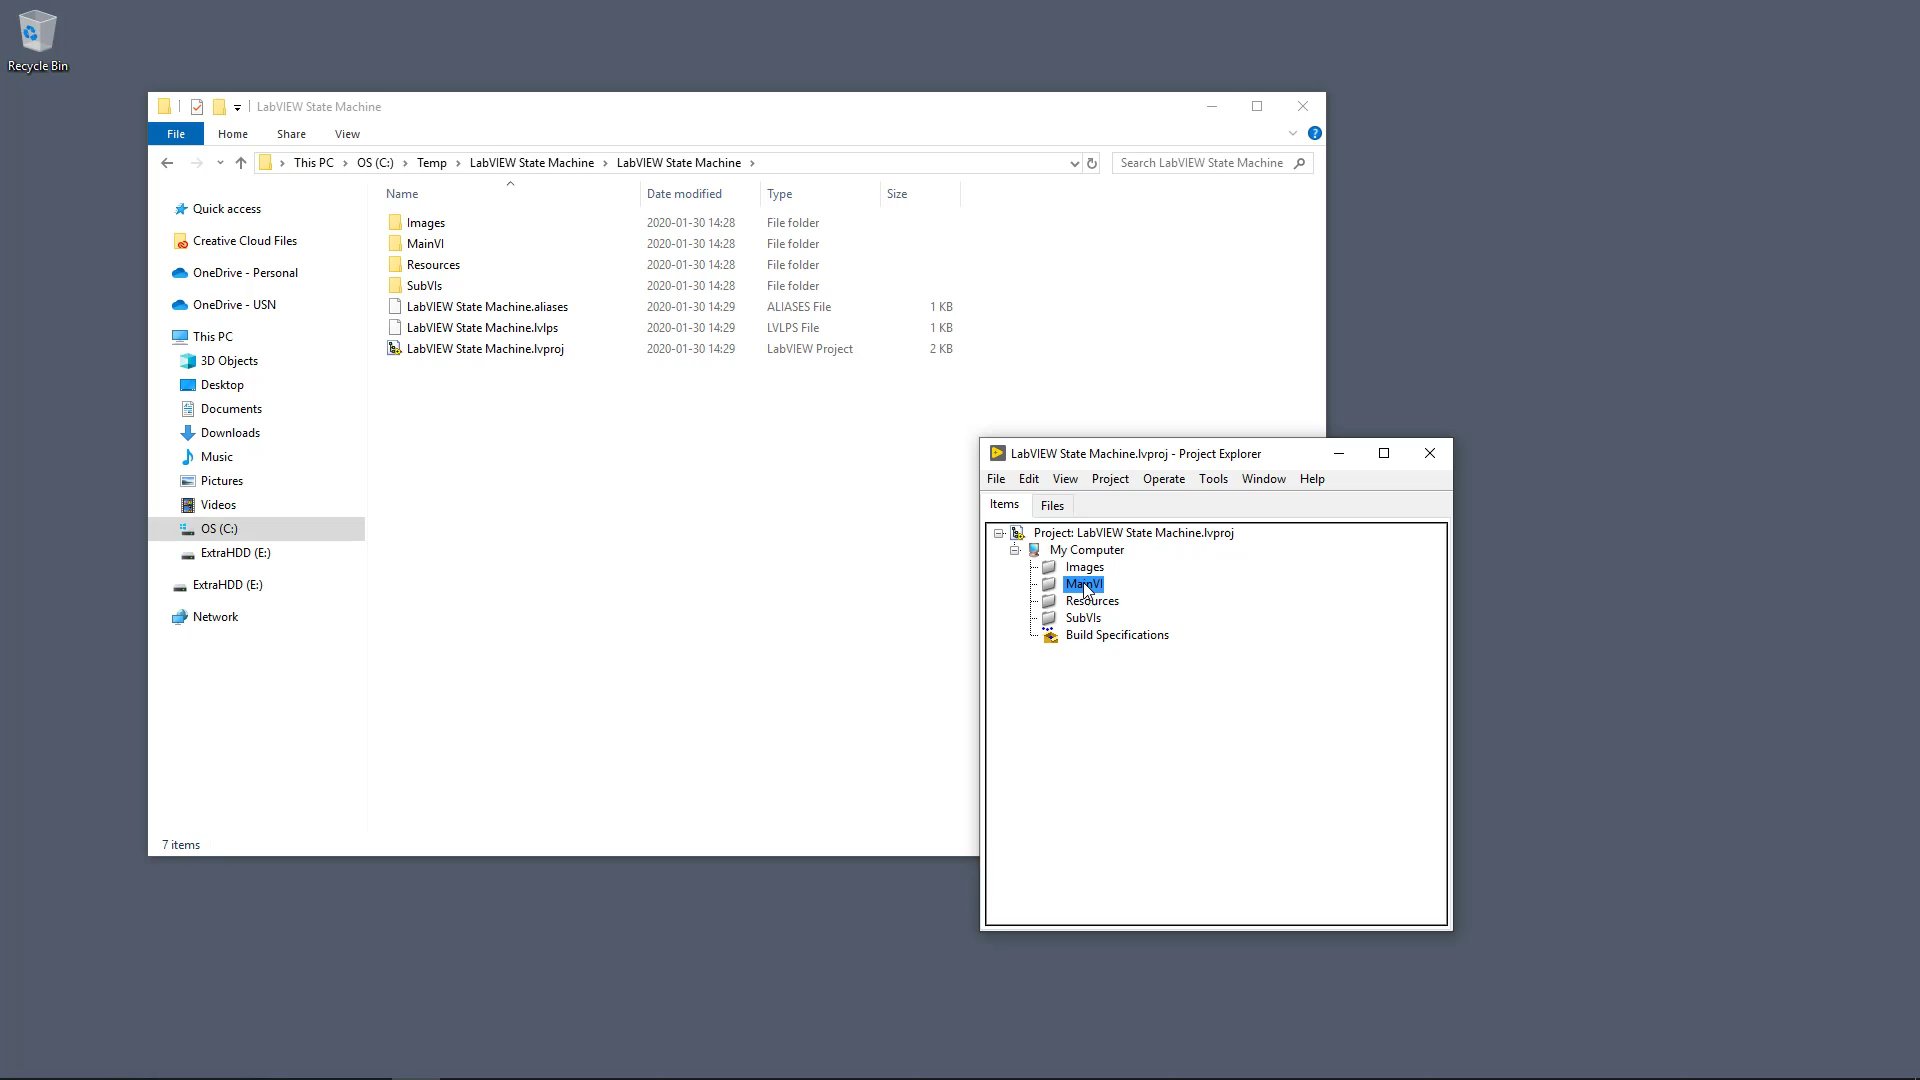 Recycle Bin
LabVIEW State Machine
File Home Share View
This PC OS (C:) Temp LabVIEW State Machine LabVIEW State Machine
Search LabVIEW State Machine
Name Date modified Type Size
Quick access
Creative Cloud Files
OneDrive - Personal
OneDrive - USN
This PC
3D Objects
Desktop
Documents
Downloads
Music
Pictures
Videos
OS (C:)
ExtraHDD (E:)
ExtraHDD (E:)
Network
Images 2020-01-30 14:28 File folder
MainVI 2020-01-30 14:28 File folder
Resources 2020-01-30 14:28 File folder
SubVIs 2020-01-30 14:28 File folder
LabVIEW State Machine.aliases 2020-01-30 14:29 ALIASES File 1 KB
LabVIEW State Machine.lvlps 2020-01-30 14:29 LVLPS File 1 KB
LabVIEW State Machine.lvproj 2020-01-30 14:29 LabVIEW Project 2 KB
7 items
LabVIEW State Machine.lvproj - Project Explorer
File Edit View Project Operate Tools Window Help
Items Files
Project: LabVIEW State Machine.lvproj
My Computer
Images
MainVI
Resources
SubVIs
Build Specifications